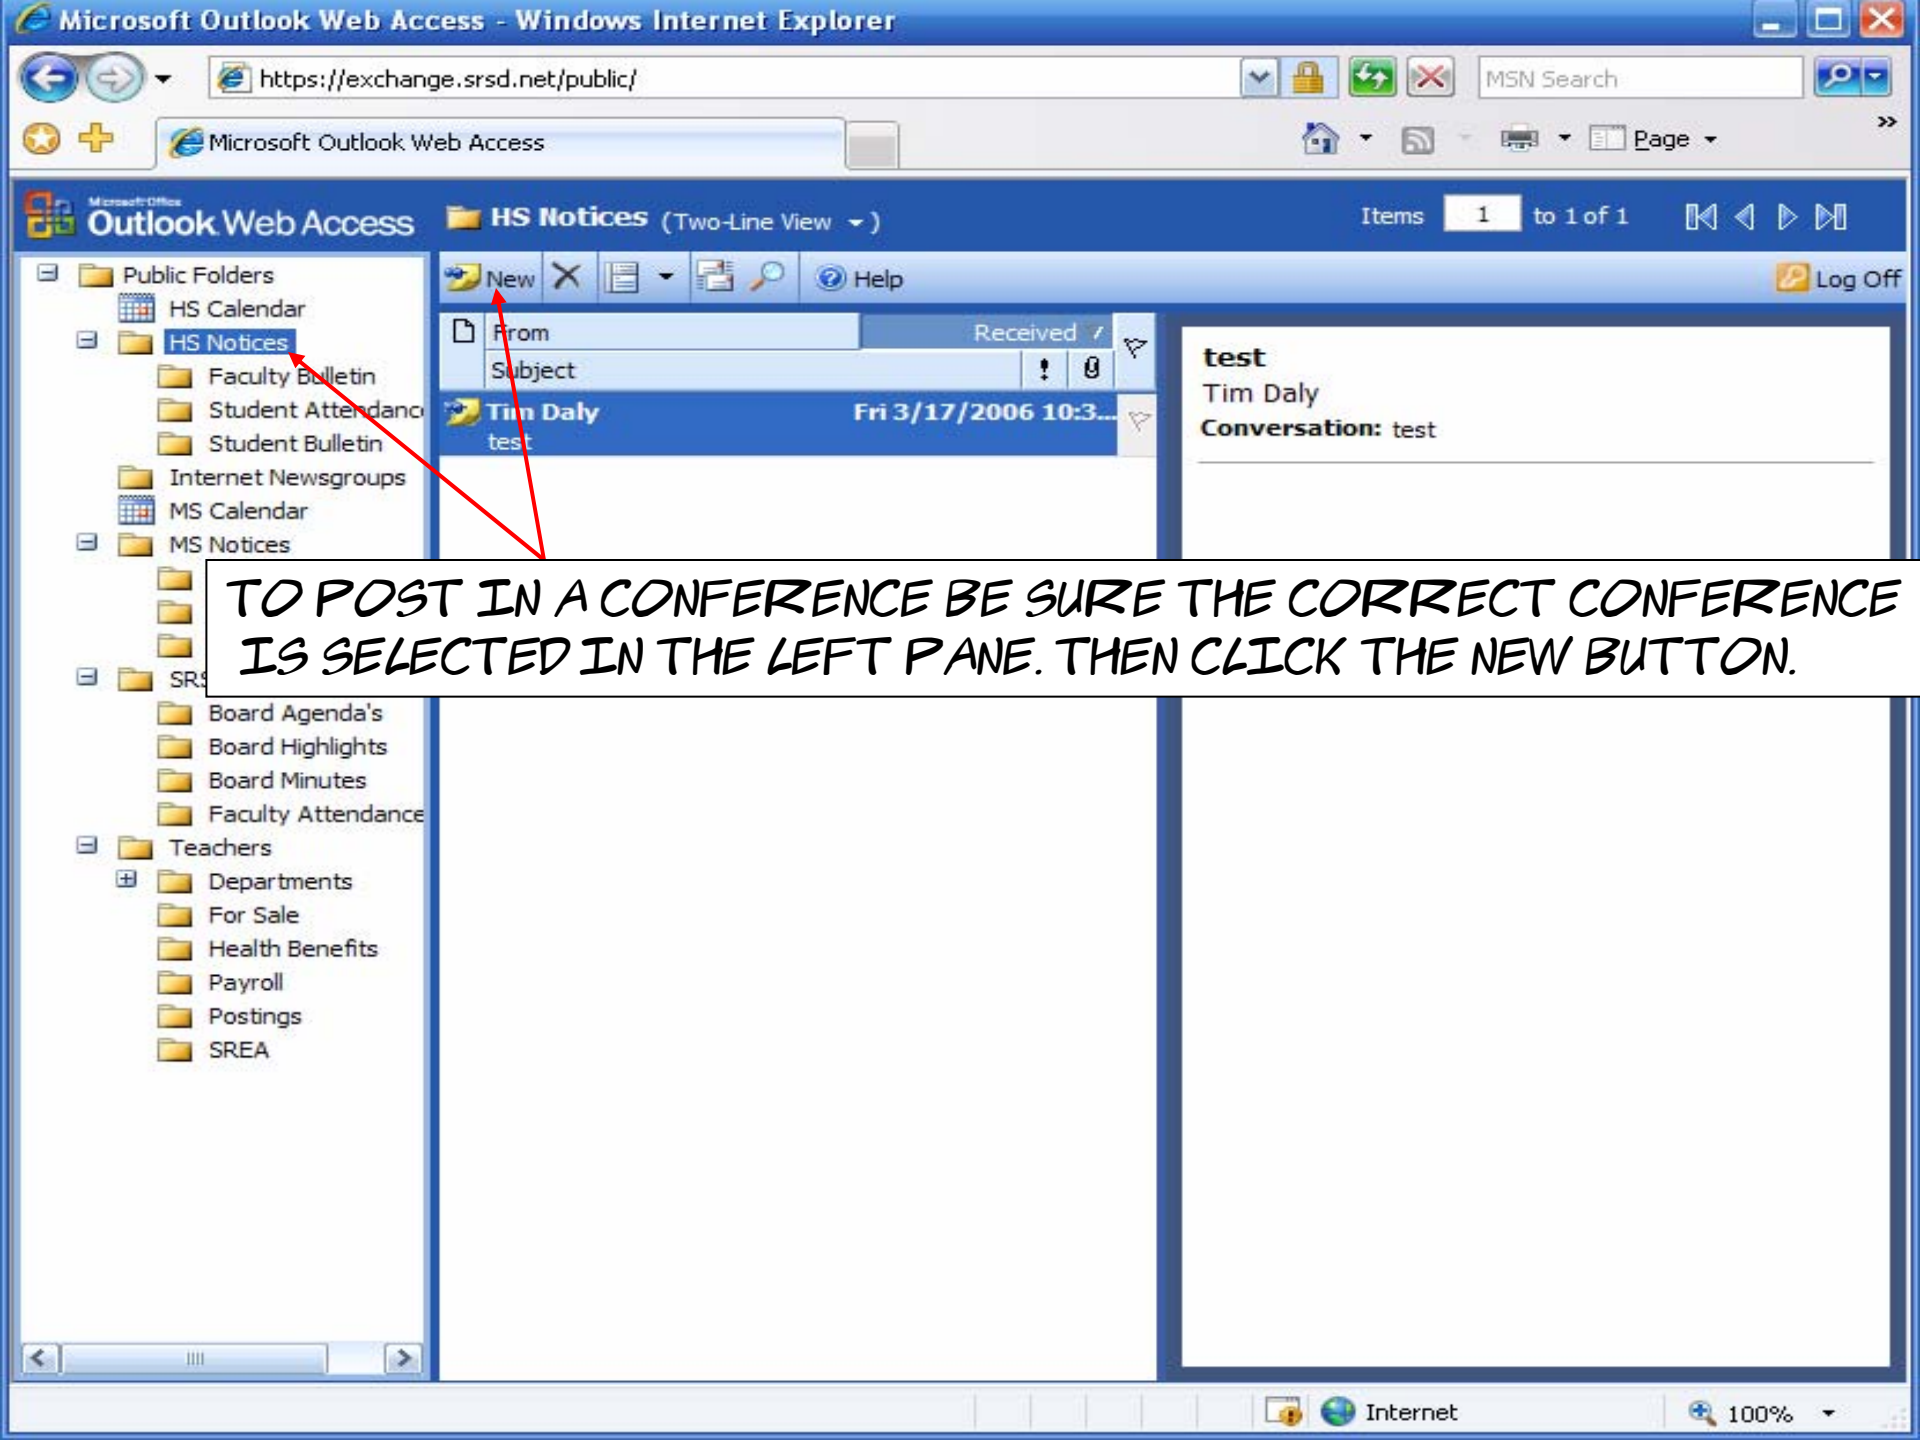 Microsoft Outlook Web Access - Windows Internet Explorer
https://exchange.srsd.net/public/
MSN Search
Microsoft Outlook Web Access
Page
Microsoft Office
Outlook Web Access
HS Notices (Two-Line View )
Items 1 to 1 of 1
New
Help
Log Off
Public Folders
HS Calendar
HS Notices
Faculty Bulletin
Student Attendanc
Student Bulletin
Internet Newsgroups
MS Calendar
MS Notices
SRS
Board Agenda's
Board Highlights
Board Minutes
Faculty Attendance
Teachers
Departments
For Sale
Health Benefits
Payroll
Postings
SREA
From Received
Subject
Tim Daly Fri 3/17/2006 10:3...
test
test
Tim Daly
Conversation: test
TO POST IN A CONFERENCE BE SURE THE CORRECT CONFERENCE
IS SELECTED IN THE LEFT PANE. THEN CLICK THE NEW BUTTON.
Internet
100%